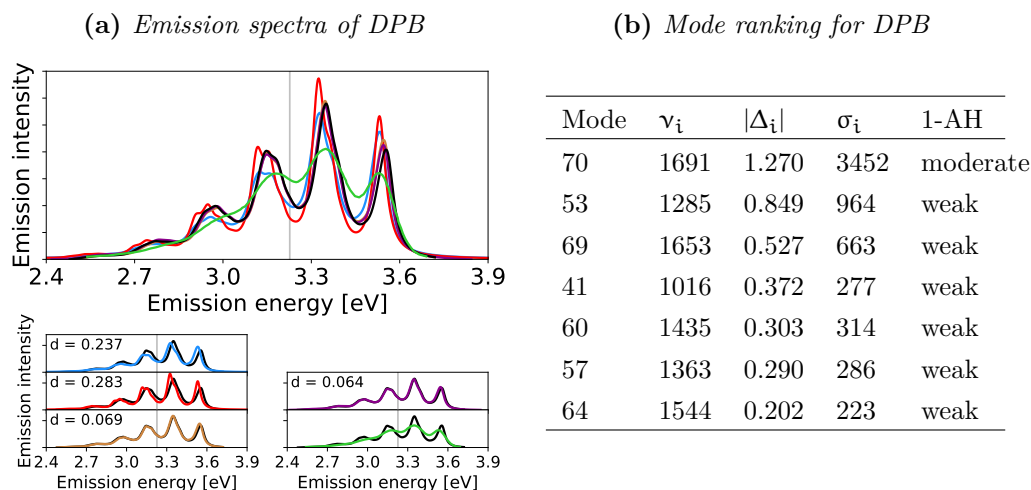 (a) Emission spectra of DPB
Emission intensity
2.4 2.7 3.0 3.3 3.6 3.9
Emission energy [eV]
Emission intensity
d = 0.237
d = 0.283
d = 0.069
2.4 2.7 3.0 3.3 3.6 3.9
Emission energy [eV]
d = 0.064
2.4 2.7 3.0 3.3 3.6 3.9
Emission energy [eV]
(b) Mode ranking for DPB
Mode νi |Δi| σi 1-AH
70 1691 1.270 3452 moderate
53 1285 0.849 964 weak
69 1653 0.527 663 weak
41 1016 0.372 277 weak
60 1435 0.303 314 weak
57 1363 0.290 286 weak
64 1544 0.202 223 weak